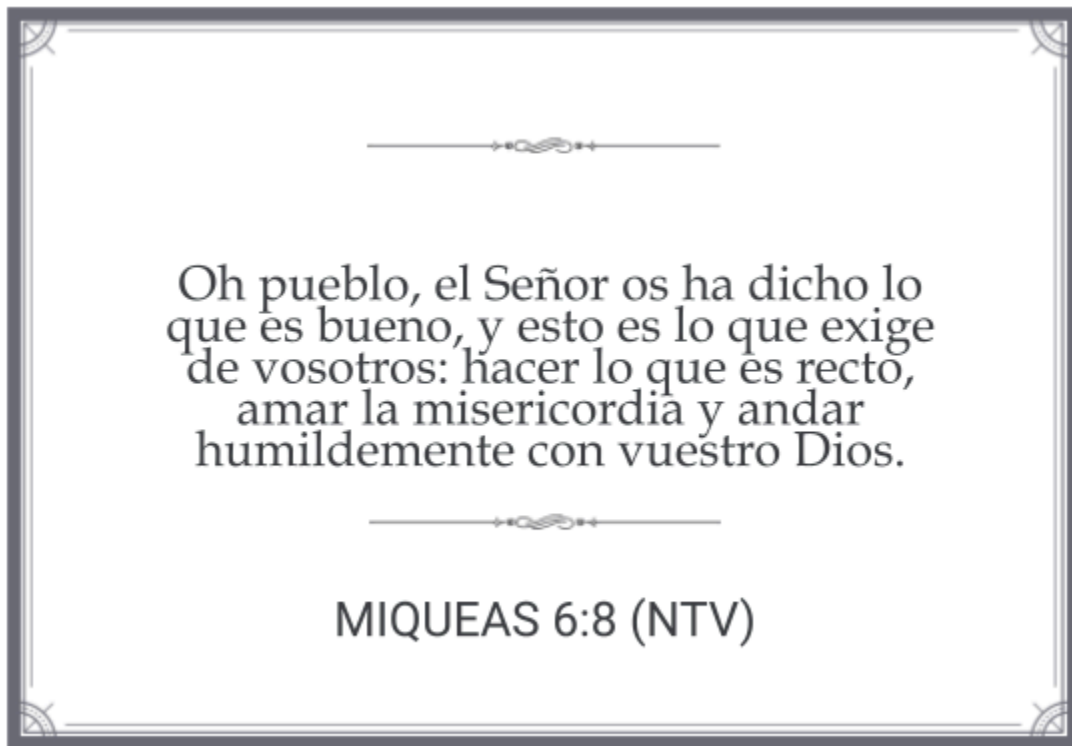 Oh pueblo, el Señor os ha dicho lo
que es bueno, y esto es lo que exige
de vosotros: hacer lo que es recto,
amar la misericordia y andar
humildemente con vuestro Dios.
MIQUEAS 6:8 (NTV)